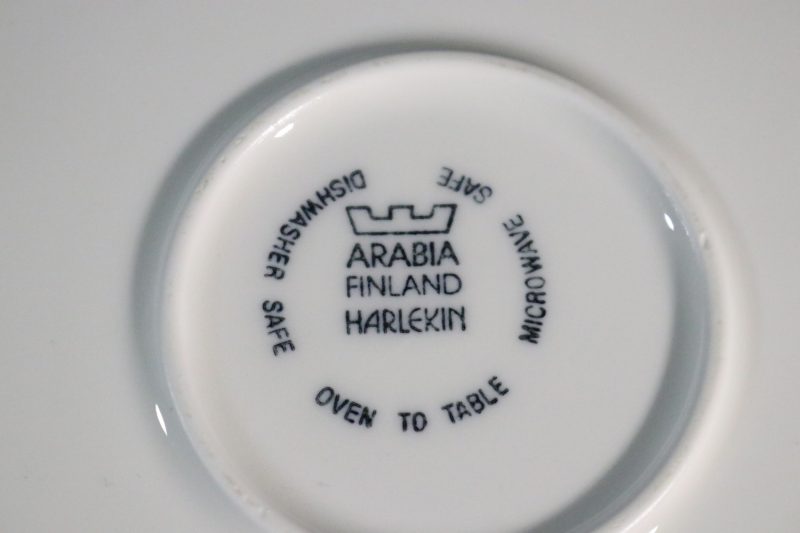 ARABIA
FINLAND
HARLEKIN
DISHWASHER SAFE
OVEN TO TABLE
MICROWAVE SAFE